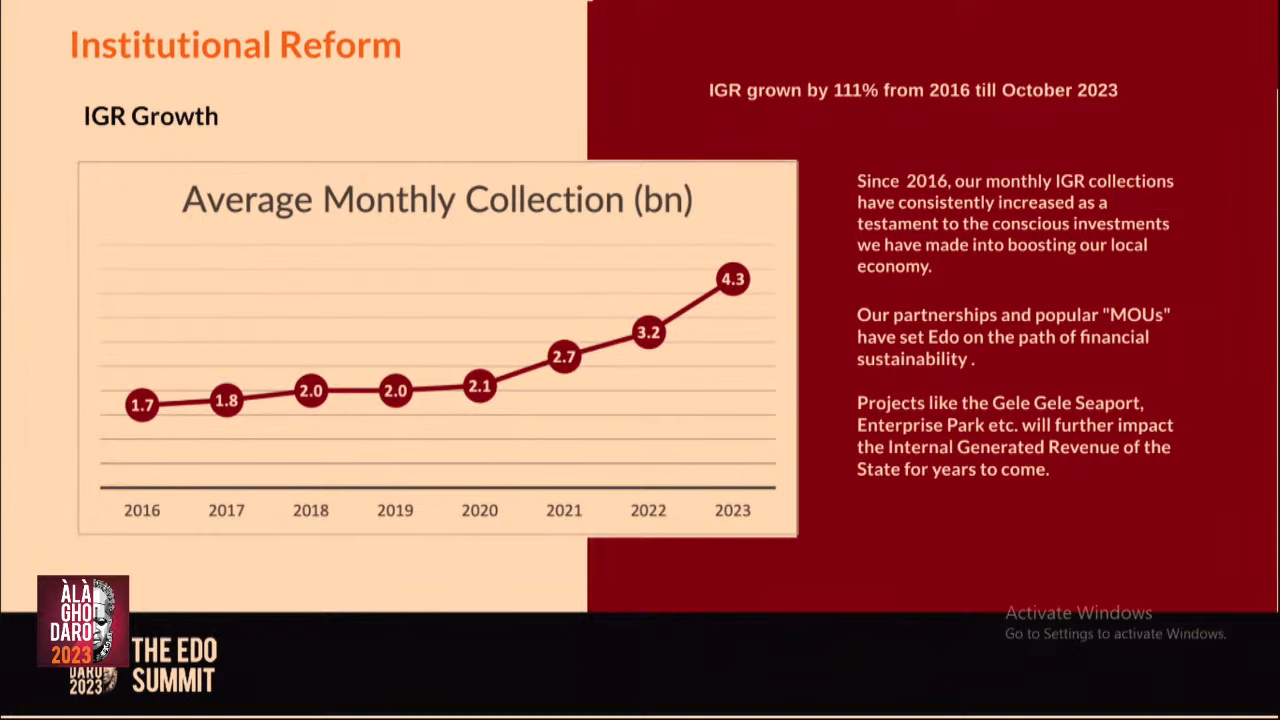 Institutional Reform
IGR Growth
IGR grown by 111% from 2016 till October 2023
Average Monthly Collection (bn)
1.7
1.8
2.0
2.0
2.1
2.7
3.2
4.3
2016 2017 2018 2019 2020 2021 2022 2023
Since 2016, our monthly IGR collections
have consistently increased as a
testament to the conscious investments
we have made into boosting our local
economy.
Our partnerships and popular "MOUs"
have set Edo on the path of financial
sustainability .
Projects like the Gele Gele Seaport,
Enterprise Park etc. will further impact
the Internal Generated Revenue of the
State for years to come.
ÀLÀ
GHO
DARO
2023
DARO
2023
THE EDO
SUMMIT
Activate Windows
Go to Settings to activate Windows.